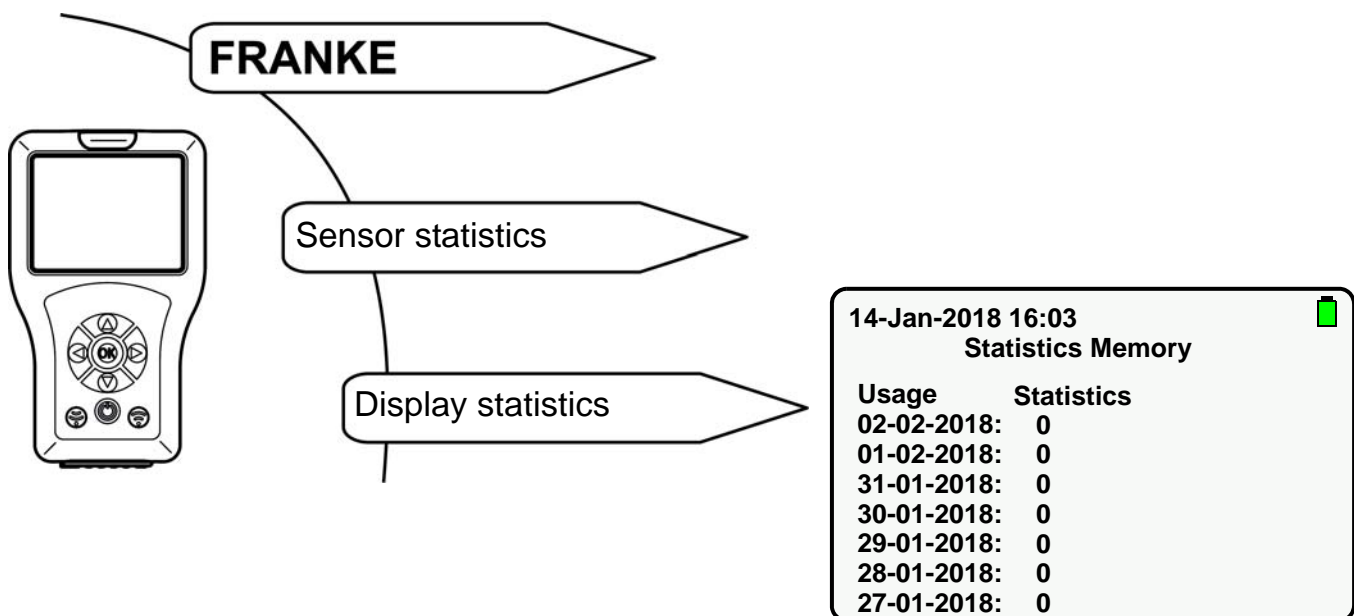 FRANKE
Sensor statistics
Display statistics
OK
14-Jan-2018 16:03
Statistics Memory
Usage Statistics
02-02-2018: 0
01-02-2018: 0
31-01-2018: 0
30-01-2018: 0
29-01-2018: 0
28-01-2018: 0
27-01-2018: 0